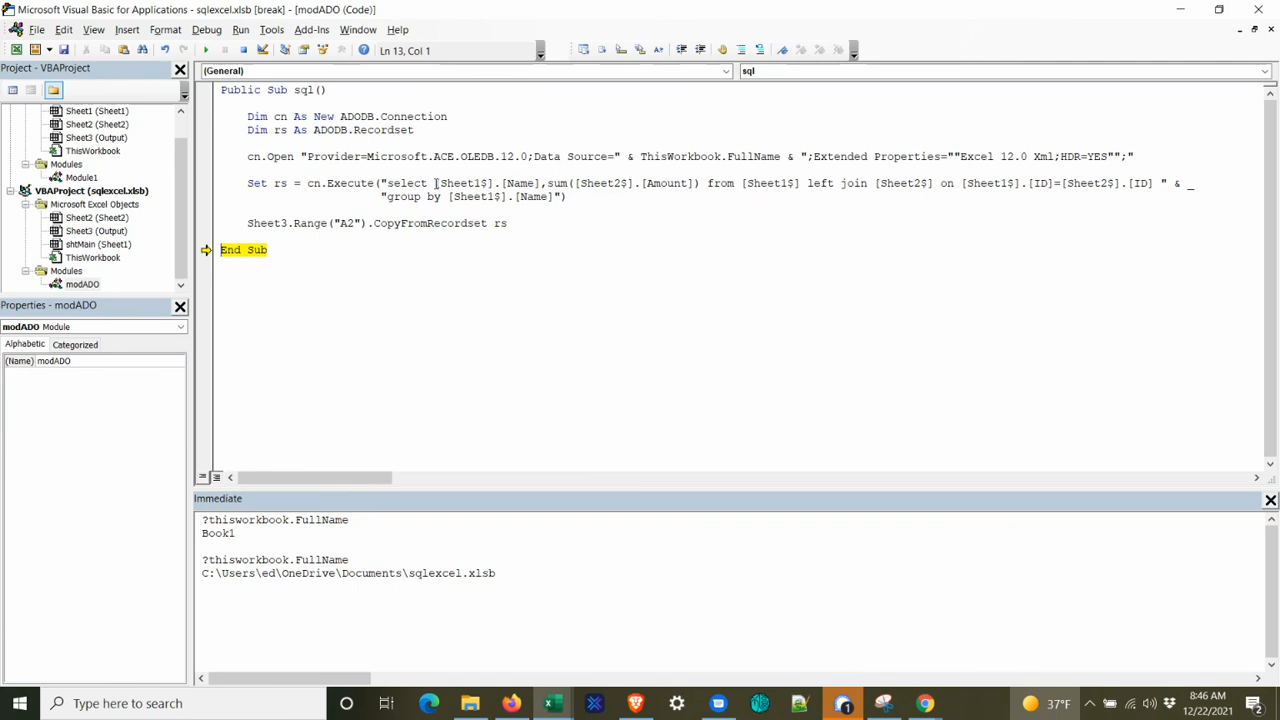 Microsoft Visual Basic for Applications - sqlexcel.xlsb [break] - [modADO (Code)]
File Edit View Insert Format Debug Run Tools Add-Ins Window Help
Ln 13, Col 1
Project - VBAProject
(General)
sql
Sheet1 (Sheet1)
Sheet2 (Sheet2)
Sheet3 (Output)
ThisWorkbook
Modules
Module1
VBAProject (sqlexcel.xlsb)
Microsoft Excel Objects
Sheet2 (Sheet2)
Sheet3 (Output)
shtMain (Sheet1)
ThisWorkbook
Modules
modADO
Public Sub sql()
Dim cn As New ADODB.Connection
Dim rs As ADODB.Recordset
cn.Open "Provider=Microsoft.ACE.OLEDB.12.0;Data Source=" & ThisWorkbook.FullName & ";Extended Properties=""Excel 12.0 Xml;HDR=YES"";"
Set rs = cn.Execute("select [Sheet1$].[Name],sum([Sheet2$].[Amount]) from [Sheet1$] left join [Sheet2$] on [Sheet1$].[ID]=[Sheet2$].[ID] " & _
"group by [Sheet1$].[Name]")
Sheet3.Range("A2").CopyFromRecordset rs
End Sub
Properties - modADO
modADO Module
Alphabetic Categorized
(Name) modADO
Immediate
?thisworkbook.FullName
Book1
?thisworkbook.FullName
C:\Users\ed\OneDrive\Documents\sqlexcel.xlsb
Type here to search
1
37°F
8:46 AM
12/22/2021
2